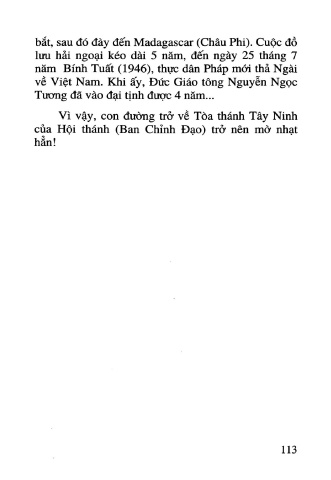 bắt, sau đó đày đến Madagascar (Châu Phi). Cuộc đồ
lưu hải ngoại kéo dài 5 năm, đến ngày 25 tháng 7
năm Bính Tuất (1946), thực dân Pháp mới thả Ngài
về Việt Nam. Khi ấy, Đức Giáo tông Nguyễn Ngọc
Tương đã vào đại tịnh được 4 năm...
Vì vậy, con đường trở về Tòa thánh Tây Ninh
của Hội thánh (Ban Chỉnh Đạo) trở nên mờ nhạt
hẳn!
113